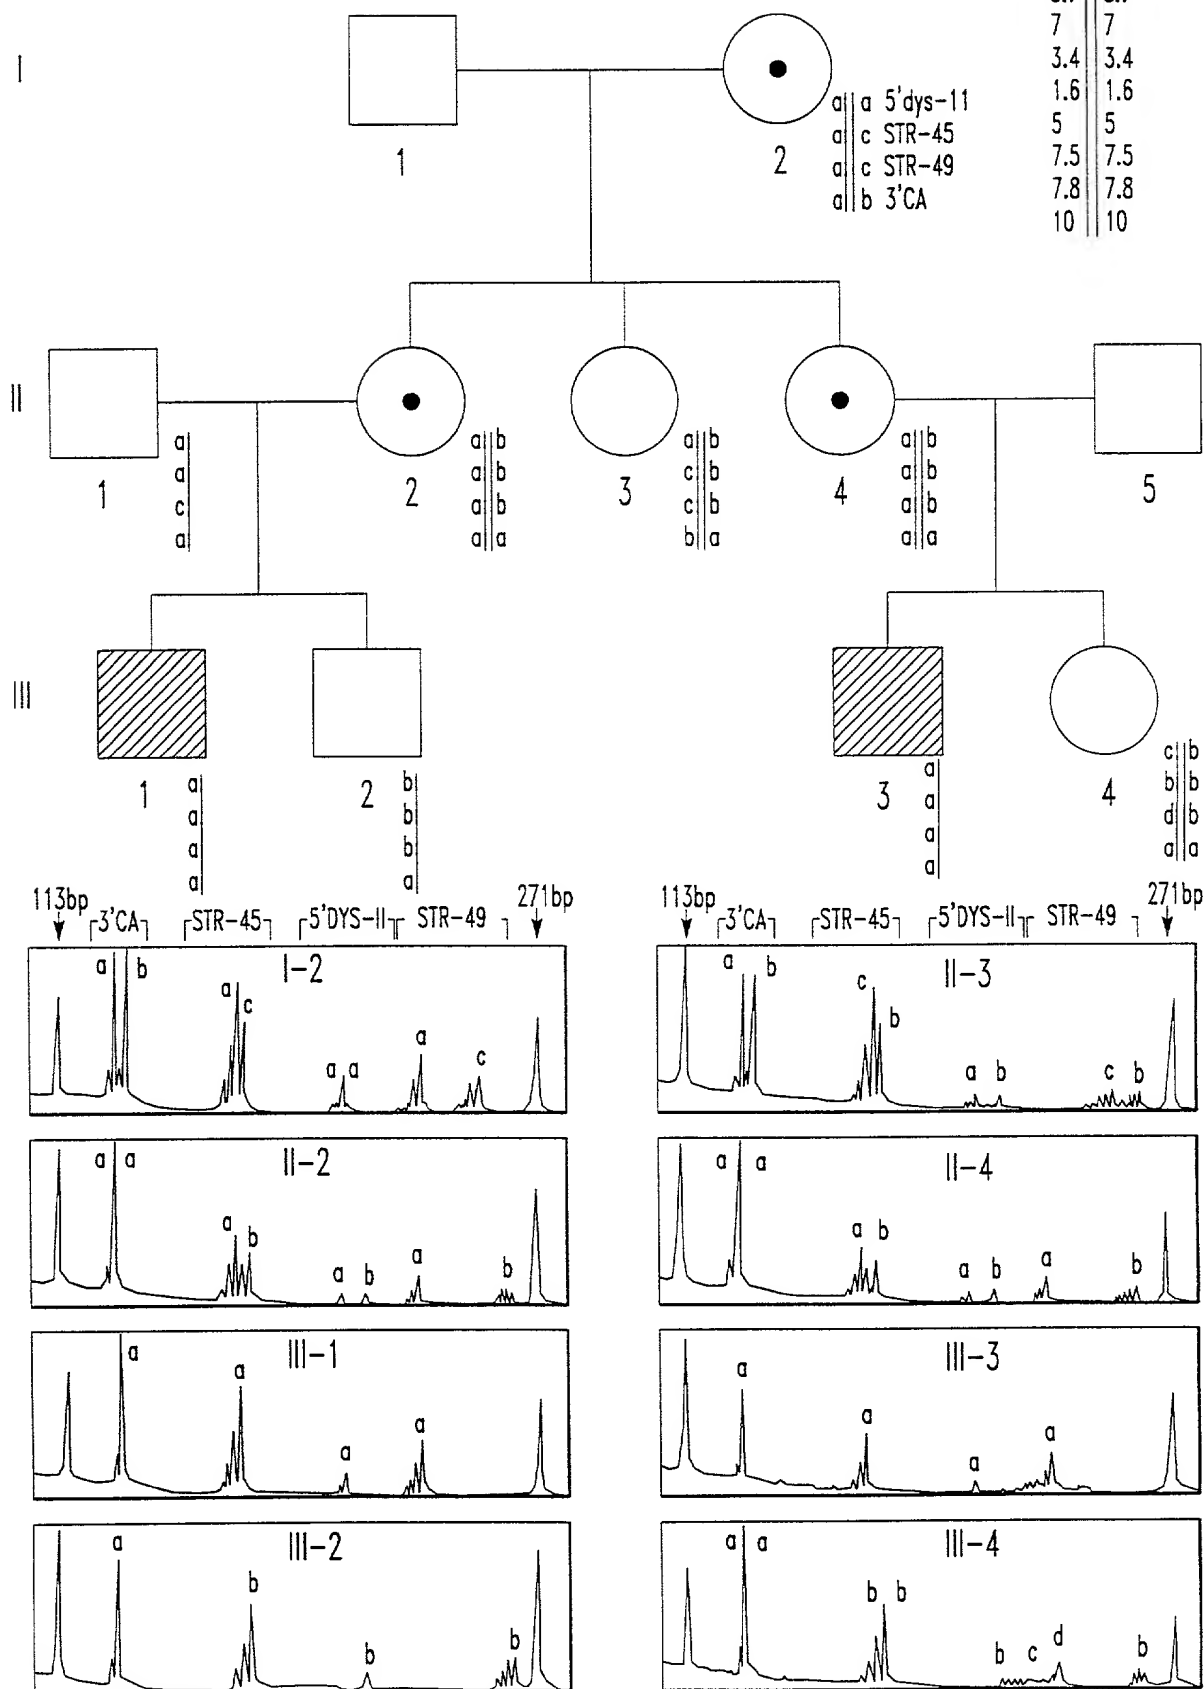 7 7
3.4 3.4
1.6 1.6
5 5
7.5 7.5
7.8 7.8
10 10
I
1
2
a a 5'dys-11
a c STR-45
a c STR-49
a b 3'CA
II
1
a
a
c
a
2
a b
a b
a b
a a
3
a b
c b
c b
b a
4
a b
a b
a b
a a
5
III
1
a
a
a
a
2
b
b
b
a
3
a
a
a
a
4
c b
b b
d b
a a
113bp 3'CA STR-45 5'DYS-II STR-49 271bp
I-2
a b a c a a a c
II-2
a a a b a b a b
III-1
a a a a
III-2
a b b b
113bp 3'CA STR-45 5'DYS-II STR-49 271bp
II-3
a b c b a b c b
II-4
a a a b a b a b
III-3
a a a a
III-4
a a b b b c d b